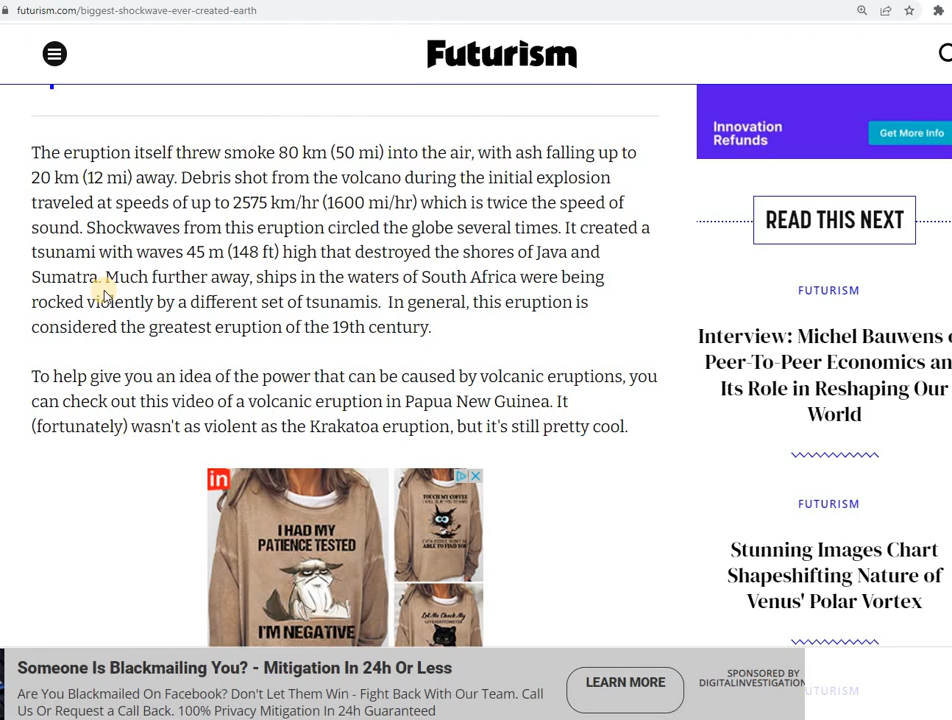 futurism.com/biggest-shockwave-ever-created-earth
Futurism
The eruption itself threw smoke 80 km (50 mi) into the air, with ash falling up to
20 km (12 mi) away. Debris shot from the volcano during the initial explosion
traveled at speeds of up to 2575 km/hr (1600 mi/hr) which is twice the speed of
sound. Shockwaves from this eruption circled the globe several times. It created a
tsunami with waves 45 m (148 ft) high that destroyed the shores of Java and
Sumatra. Much further away, ships in the waters of South Africa were being
rocked violently by a different set of tsunamis. In general, this eruption is
considered the greatest eruption of the 19th century.
To help give you an idea of the power that can be caused by volcanic eruptions, you
can check out this video of a volcanic eruption in Papua New Guinea. It
(fortunately) wasn't as violent as the Krakatoa eruption, but it's still pretty cool.
in
I HAD MY
PATIENCE TESTED
I'M NEGATIVE
TOUCH MY COFFEE
Let Me Check My
Innovation
Refunds
Get More Info
READ THIS NEXT
FUTURISM
Interview: Michel Bauwens
Peer-To-Peer Economics
Its Role in Reshaping Our
World
FUTURISM
Stunning Images Chart
Shapeshifting Nature of
Venus' Polar Vortex
UTURISM
Someone Is Blackmailing You? - Mitigation In 24h Or Less
Are You Blackmailed On Facebook? Don't Let Them Win - Fight Back With Our Team. Call
Us Or Request a Call Back. 100% Privacy Mitigation In 24h Guaranteed
LEARN MORE
SPONSORED BY
DIGITALINVESTIGATION